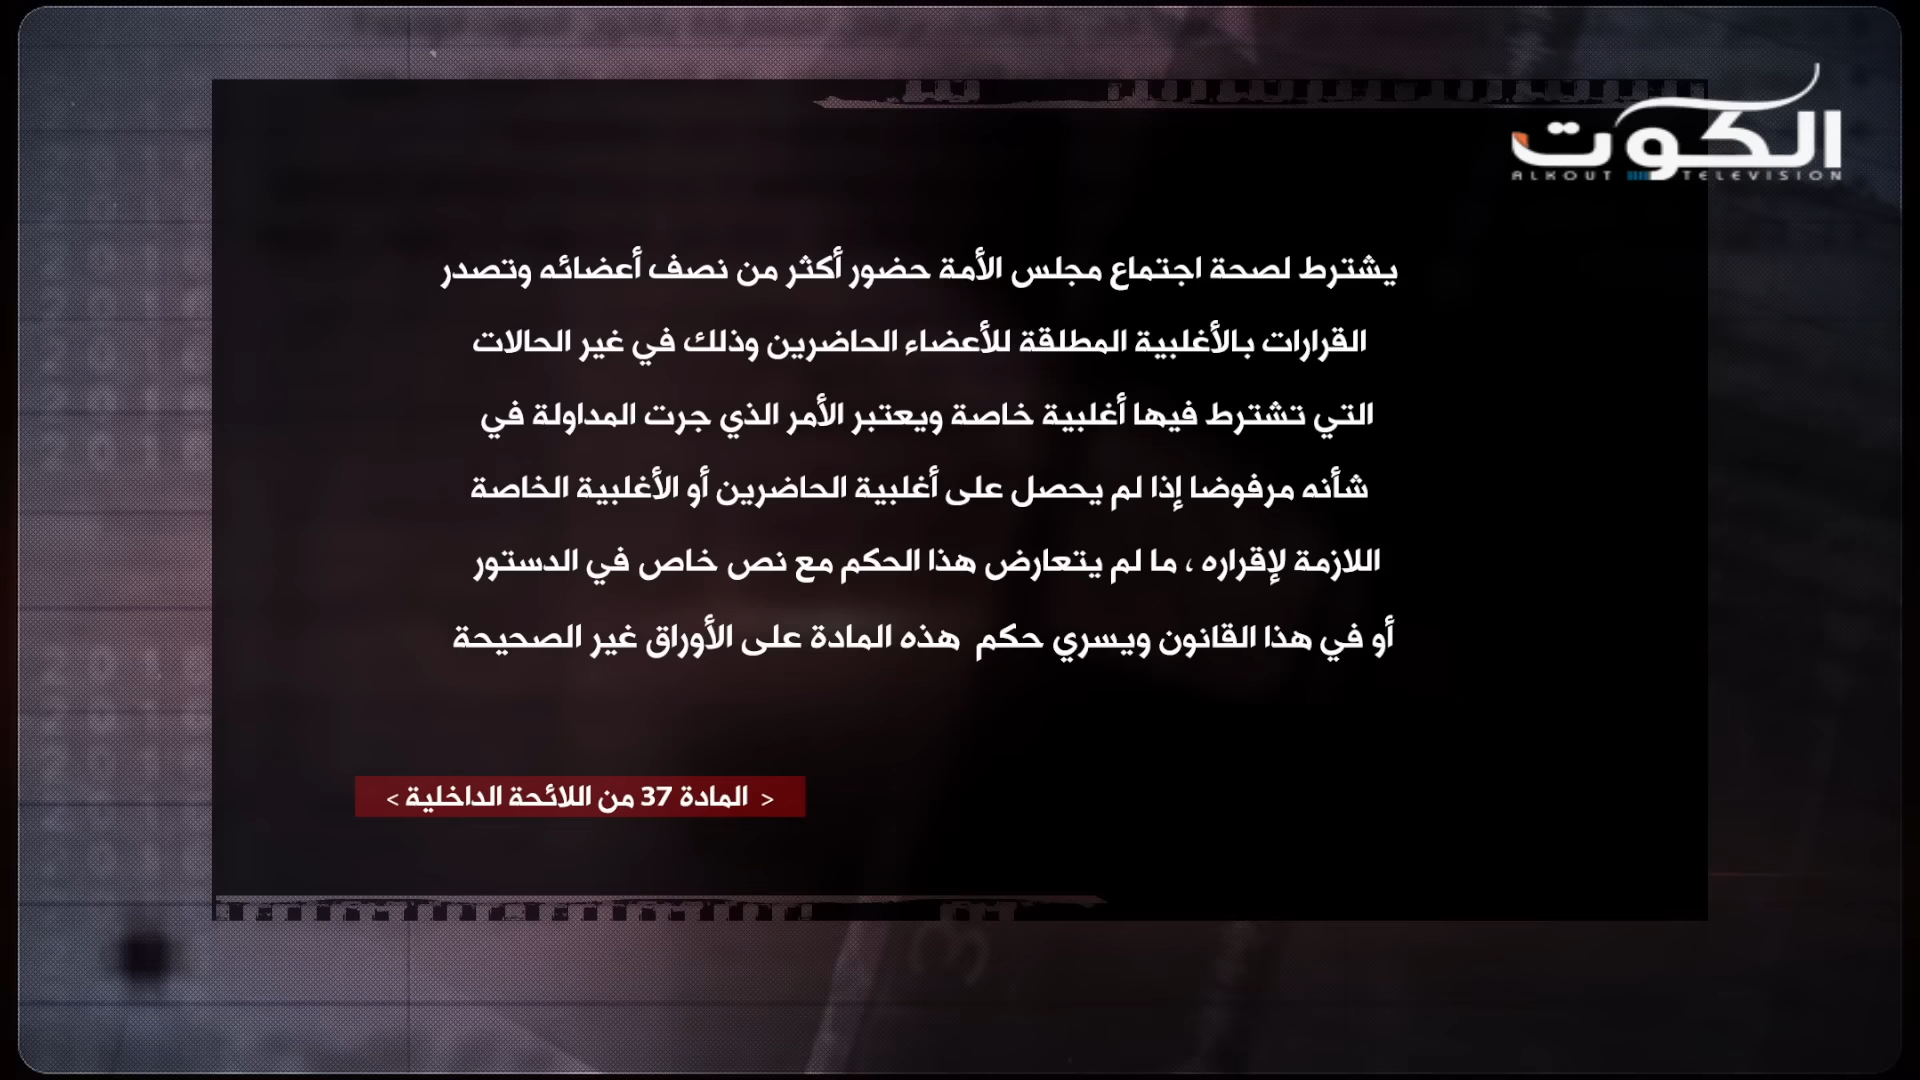 الكوت
ALKOUT TELEVISION
يشترط لصحة اجتماع مجلس الأمة حضور أكثر من نصف أعضائه وتصدر
القرارات بالأغلبية المطلقة للأعضاء الحاضرين وذلك في غير الحالات
التي تشترط فيها أغلبية خاصة ويعتبر الأمر الذي جرت المداولة في
شأنه مرفوضا إذا لم يحصل على أغلبية الحاضرين أو الأغلبية الخاصة
اللازمة لإقراره ، ما لم يتعارض هذا الحكم مع نص خاص في الدستور
أو في هذا القانون ويسري حكم هذه المادة على الأوراق غير الصحيحة
< المادة 37 من اللائحة الداخلية >